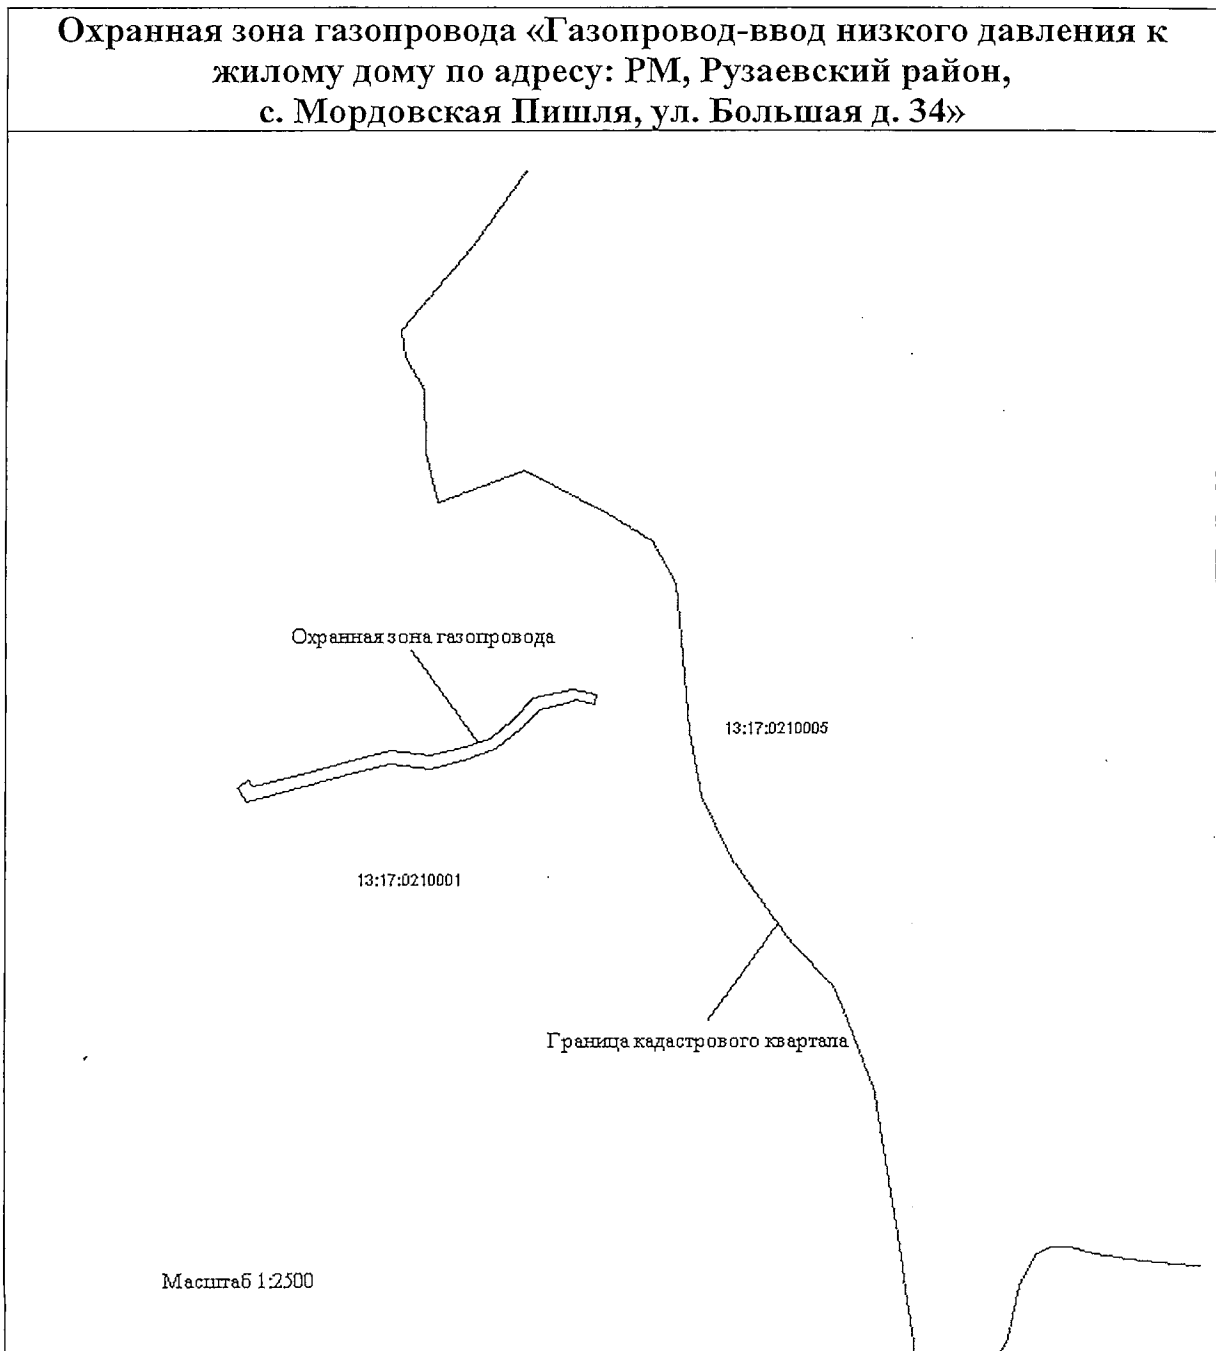 Охранная зона газопровода «Газопровод-ввод низкого давления к
жилому дому по адресу: РМ, Рузаевский район,
с. Мордовская Пишля, ул. Большая д. 34»
Охранная зона газопровода
13:17:0210005
13:17:0210001
Граница кадастрового квартала
Масштаб 1:2500